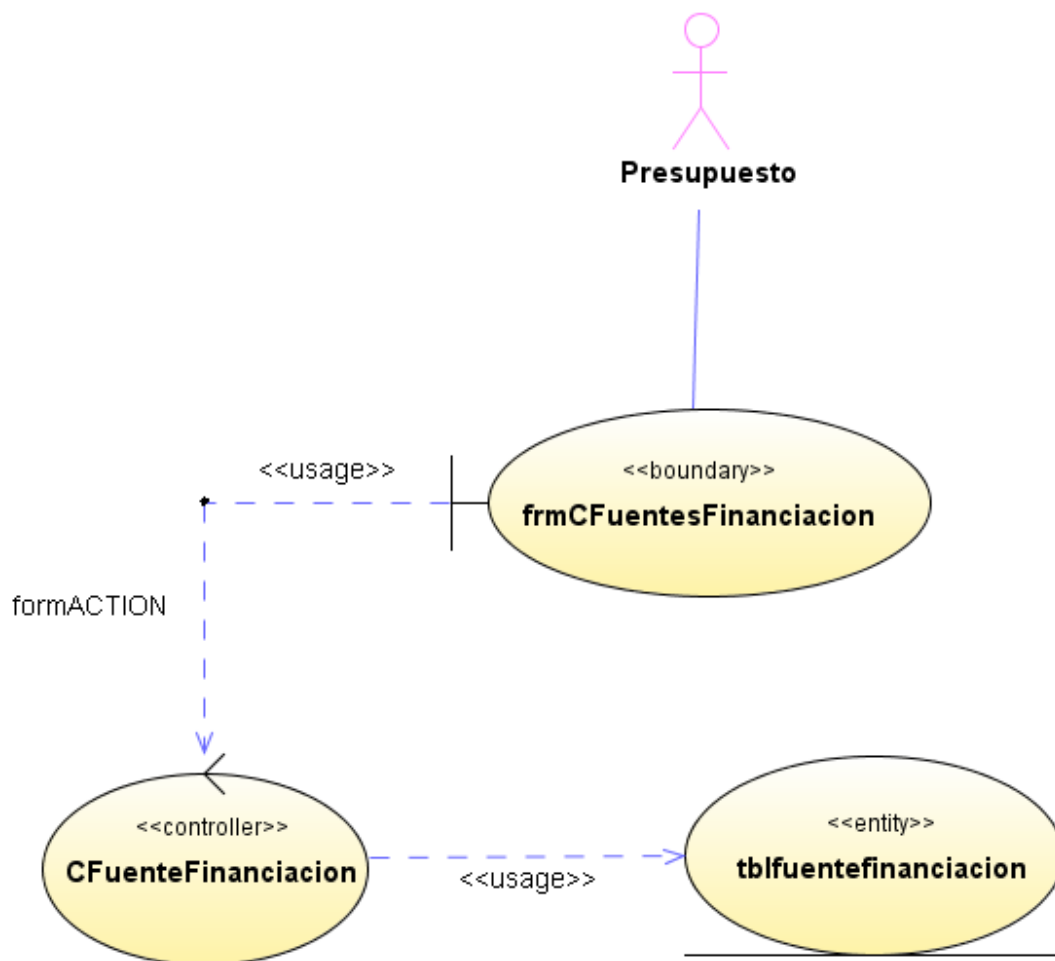 Presupuesto
<<usage>>
<<boundary>>
frmCFuentesFinanciacion
formACTION
<<controller>>
CFuenteFinanciacion
<<usage>>
<<entity>>
tblfuentefinanciacion